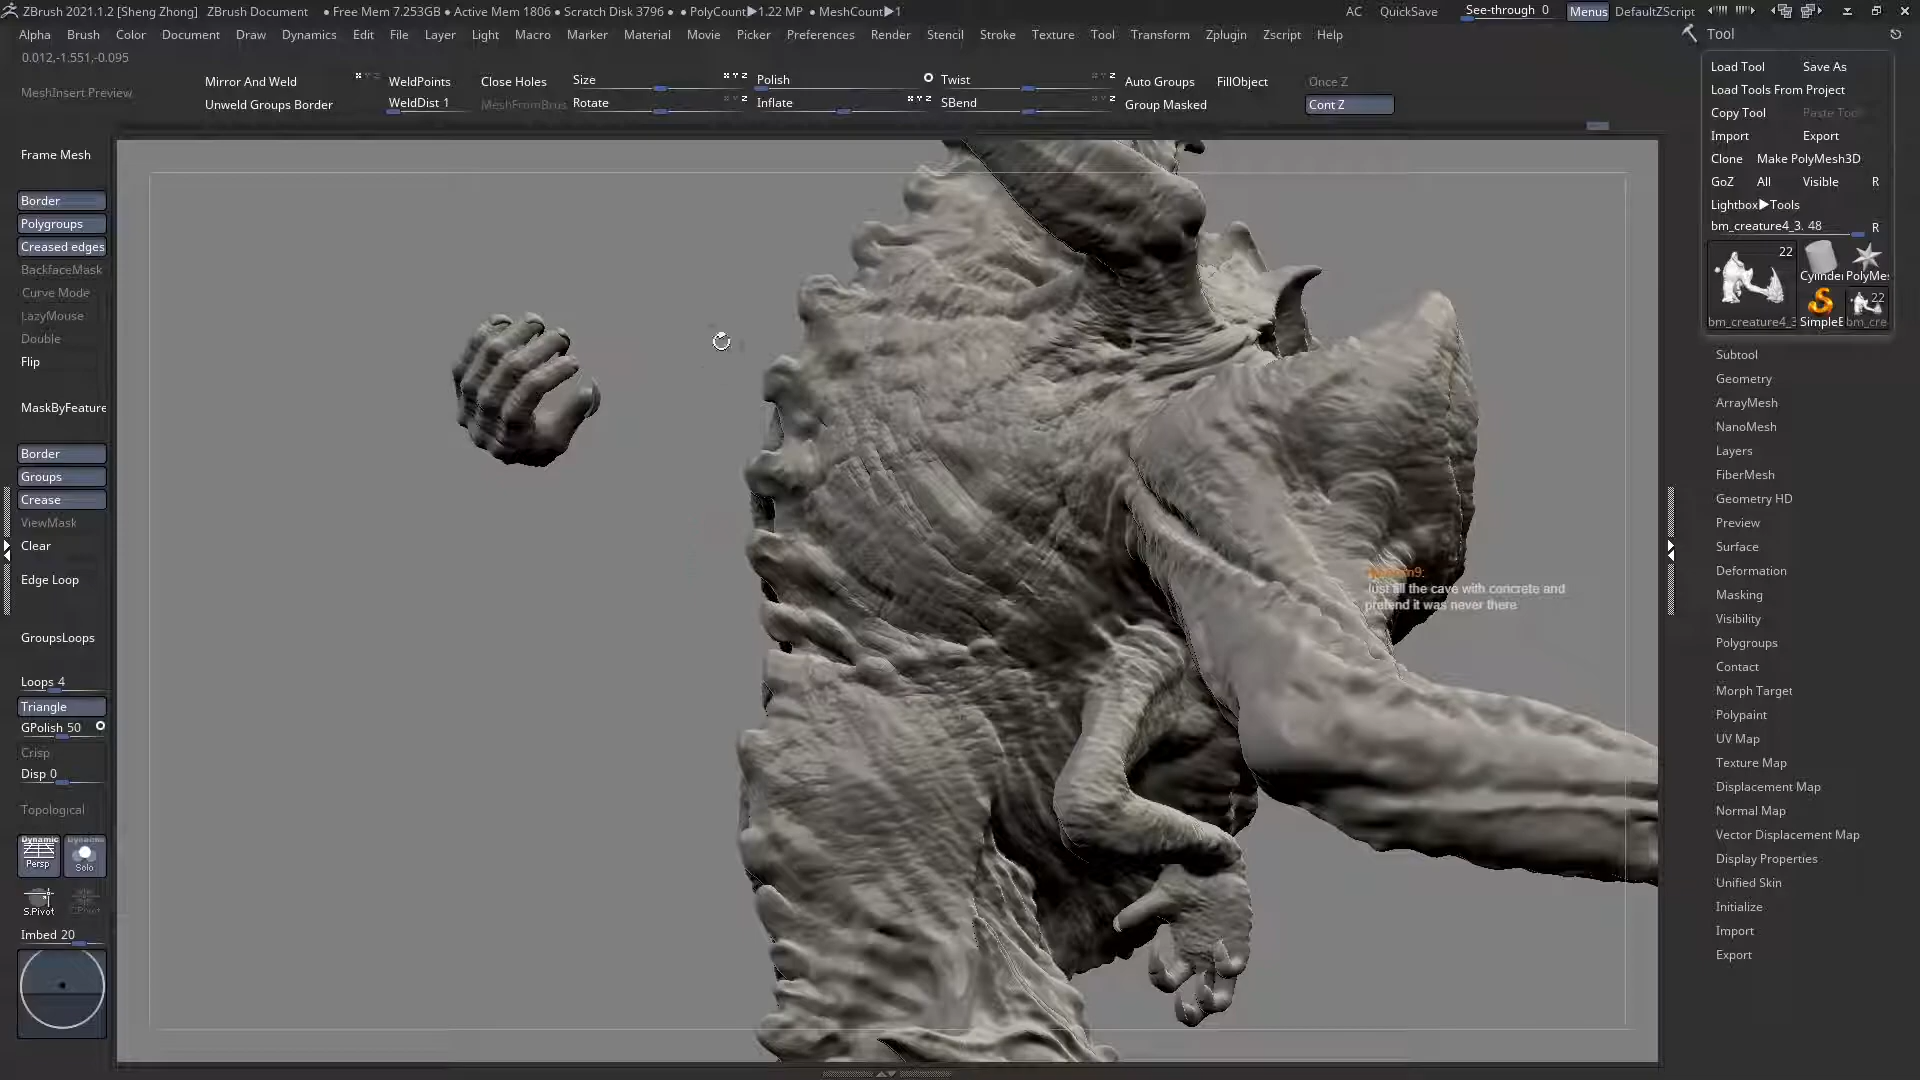 ZBrush 2021.1.2 [Sheng Zhong] ZBrush Document • Free Mem 7.253GB • Active Mem 1806 • Scratch Disk 3796 • • PolyCount▶1.22 MP • MeshCount▶1 AC QuickSave See-through 0 Menus DefaultZScript
Alpha Brush Color Document Draw Dynamics Edit File Layer Light Macro Marker Material Movie Picker Preferences Render Stencil Stroke Texture Tool Transform Zplugin Zscript Help
0.012,-1.551,-0.095
MeshInsert Preview
Mirror And Weld WeldPoints Close Holes Size Polish Twist Auto Groups FillObject Once Z
Unweld Groups Border WeldDist 1 MeshFromBrus Rotate Inflate SBend Group Masked Cont Z
Frame Mesh
Border
Polygroups
Creased edges
BackfaceMask
Curve Mode
LazyMouse
Double
Flip
MaskByFeature
Border
Groups
Crease
ViewMask
Clear
Edge Loop
GroupsLoops
Loops 4
Triangle
GPolish 50
Crisp
Disp 0
Topological
Dynamic
Persp
Dynamic
Solo
S.Pivot
Imbed 20
just fill the cave with concrete and
pretend it was never there
Tool
Load Tool Save As
Load Tools From Project
Copy Tool Paste Tool
Import Export
Clone Make PolyMesh3D
GoZ All Visible R
Lightbox▶Tools
bm_creature4_3. 48 R
22
Cylinder PolyMe
22
bm_creature4_3 SimpleB bm_cre
Subtool
Geometry
ArrayMesh
NanoMesh
Layers
FiberMesh
Geometry HD
Preview
Surface
Deformation
Masking
Visibility
Polygroups
Contact
Morph Target
Polypaint
UV Map
Texture Map
Displacement Map
Normal Map
Vector Displacement Map
Display Properties
Unified Skin
Initialize
Import
Export